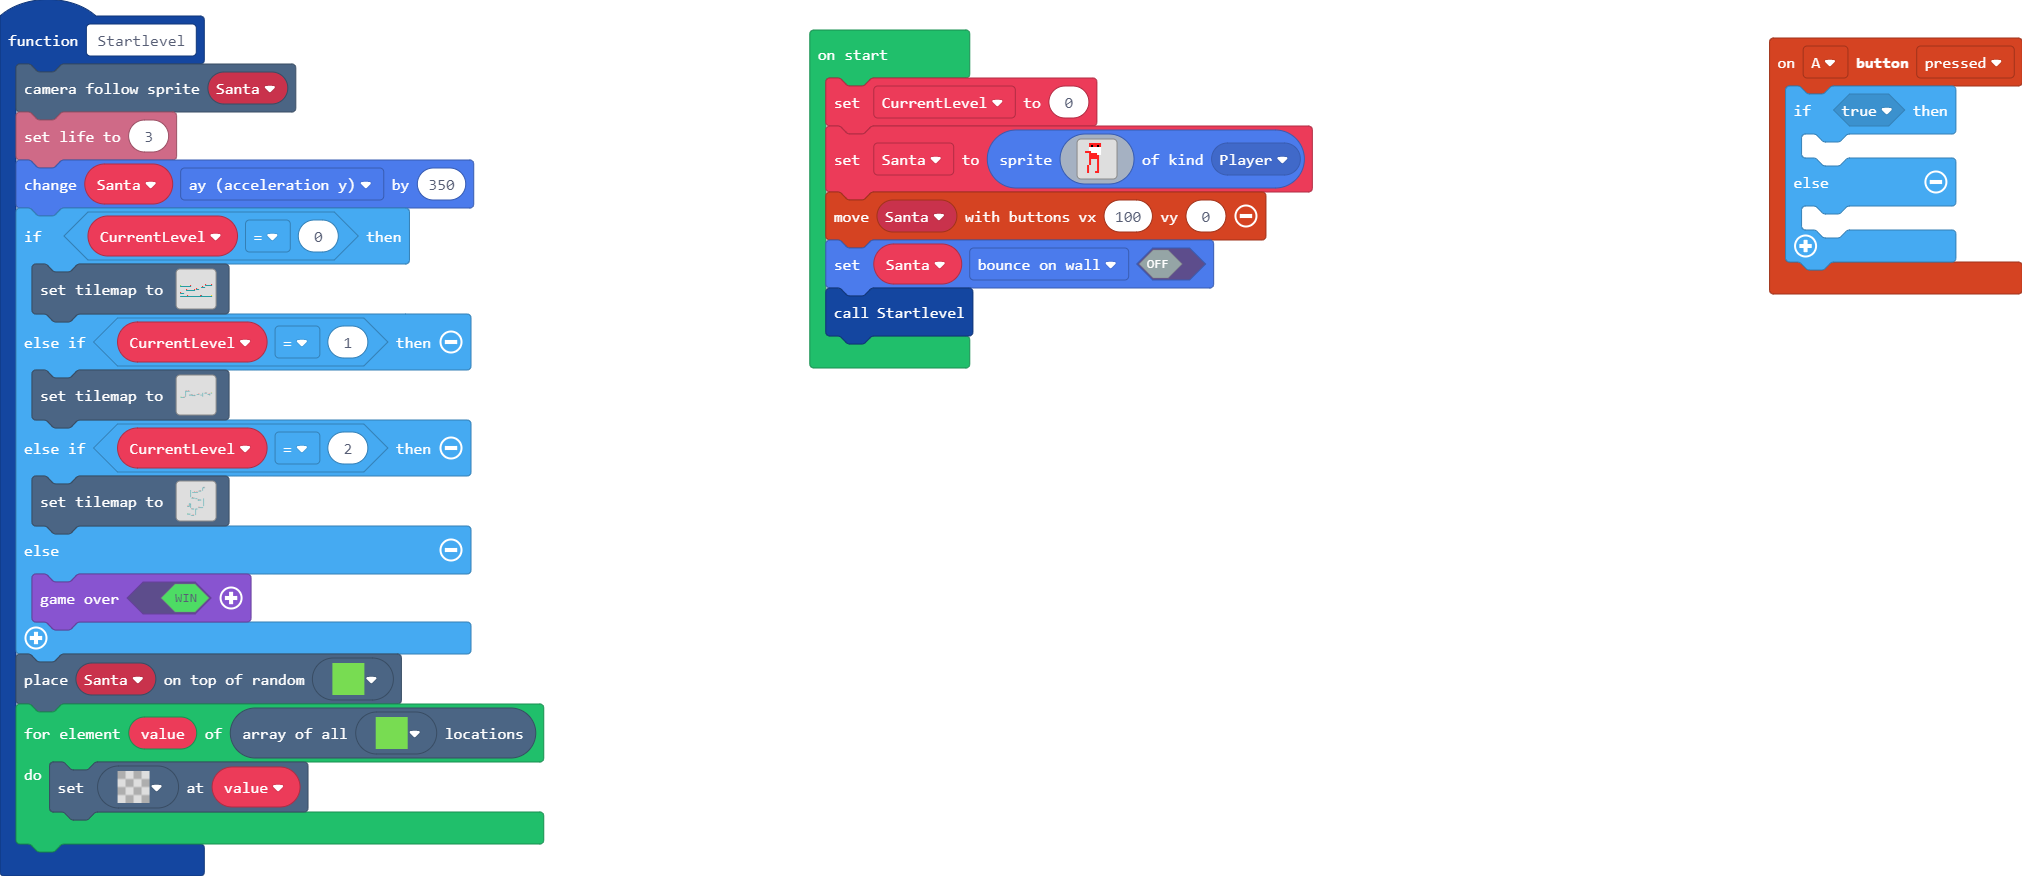 function Startlevel
camera follow sprite Santa
set life to 3
change Santa ay (acceleration y) by 350
if CurrentLevel = 0 then
set tilemap to
else if CurrentLevel = 1 then
set tilemap to
else if CurrentLevel = 2 then
set tilemap to
else
game over WIN
place Santa on top of random
for element value of array of all locations
do
set at value
on start
set CurrentLevel to 0
set Santa to sprite of kind Player
move Santa with buttons vx 100 vy 0
set Santa bounce on wall OFF
call Startlevel
on A button pressed
if true then
else